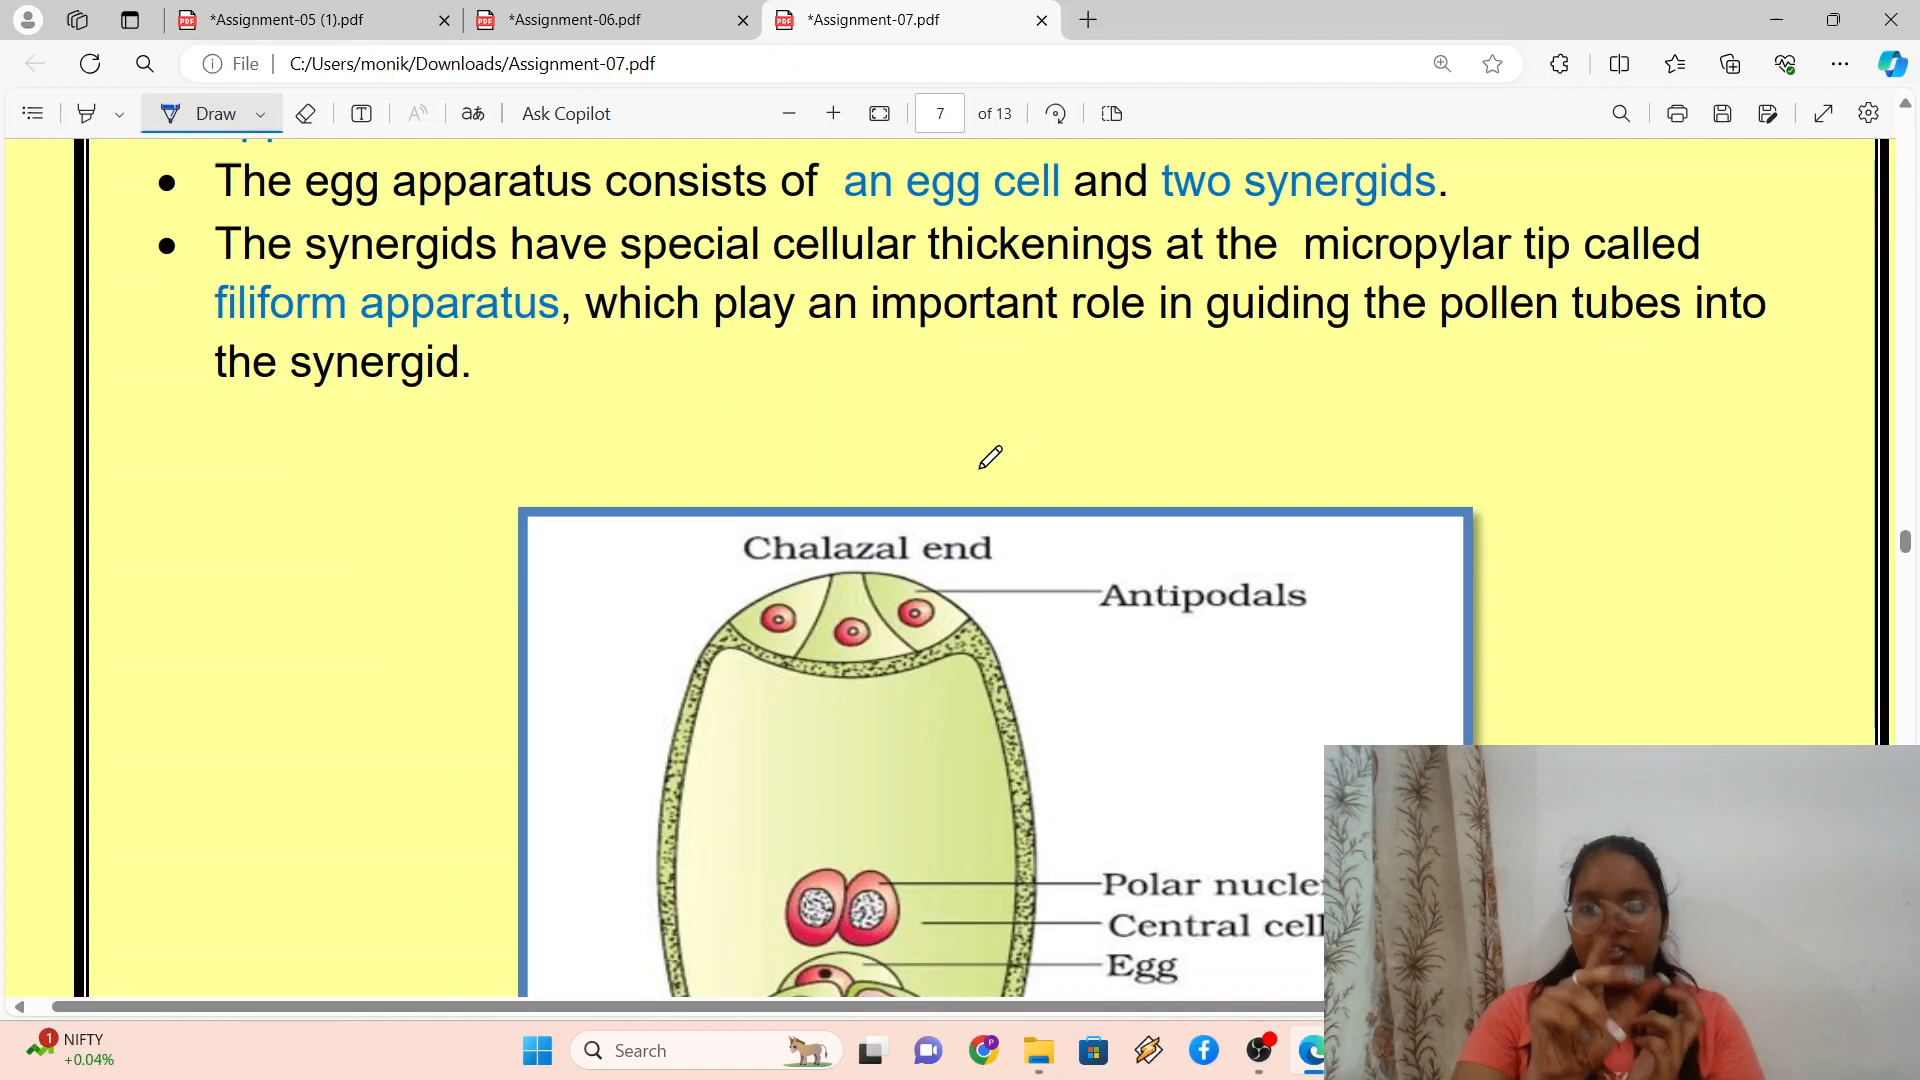 *Assignment-05 (1).pdf
*Assignment-06.pdf
*Assignment-07.pdf
File
C:/Users/monik/Downloads/Assignment-07.pdf
Draw
Ask Copilot
7
of 13
• The egg apparatus consists of an egg cell and two synergids.
• The synergids have special cellular thickenings at the micropylar tip called
filiform apparatus, which play an important role in guiding the pollen tubes into
the synergid.
Chalazal end
Antipodals
Polar nucle
Central cell
Egg
1
NIFTY
+0.04%
Search